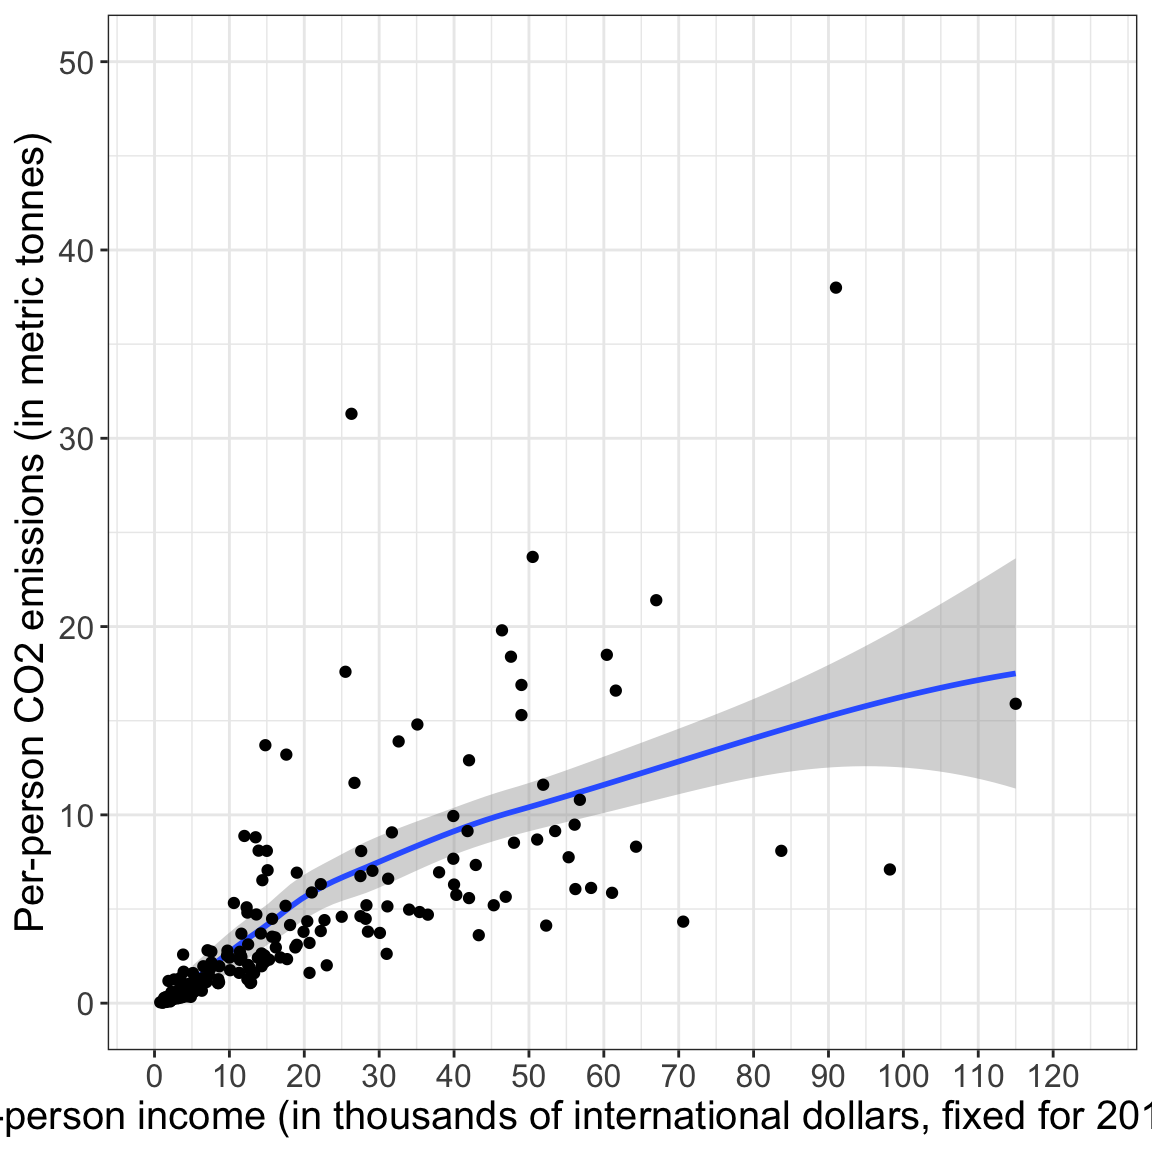 Per-person CO2 emissions (in metric tonnes)
50
40
30
20
10
0
0 10 20 30 40 50 60 70 80 90 100 110 120
-person income (in thousands of international dollars, fixed for 201